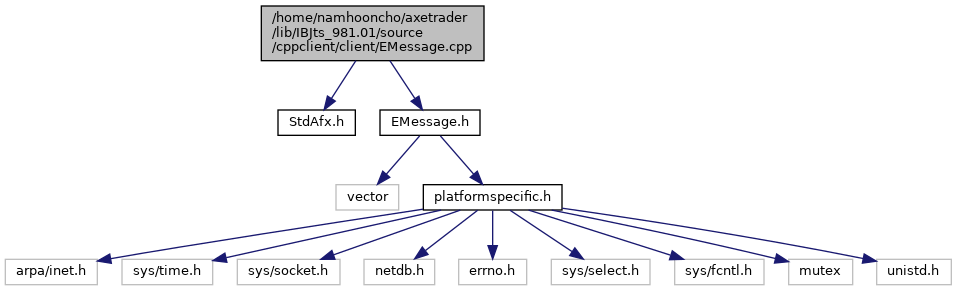 /home/namhooncho/axetrader
/lib/IBJts_981.01/source
/cppclient/client/EMessage.cpp
StdAfx.h
EMessage.h
vector
platformspecific.h
arpa/inet.h
sys/time.h
sys/socket.h
netdb.h
errno.h
sys/select.h
sys/fcntl.h
mutex
unistd.h